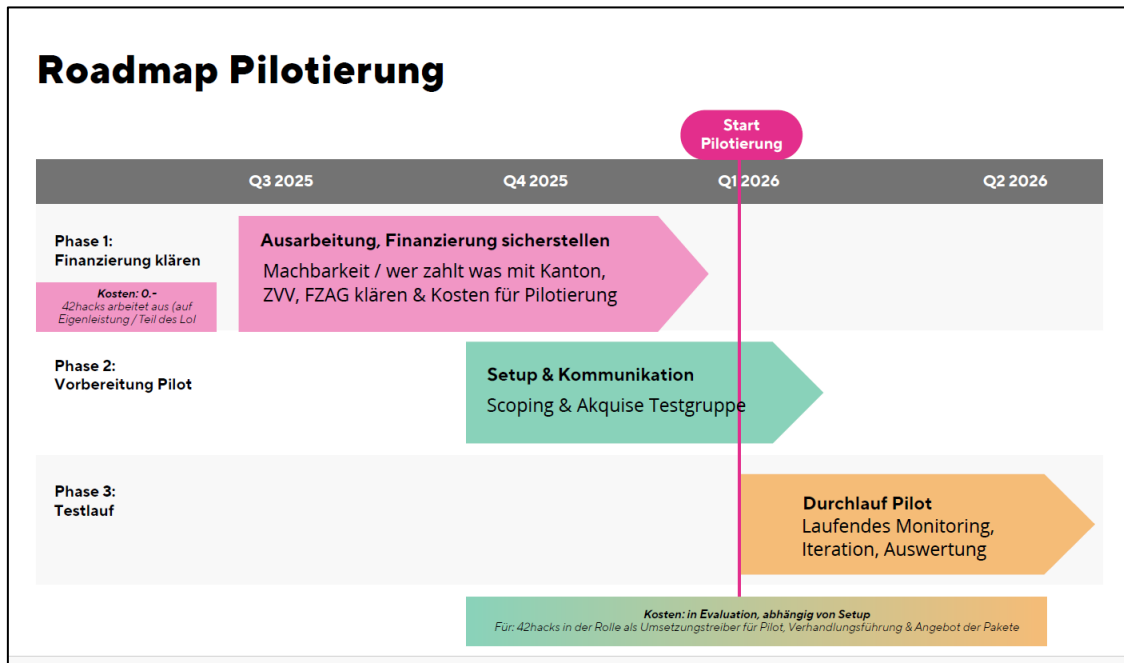 Roadmap Pilotierung
Start
Pilotierung
Q3 2025
Q4 2025
Q1 2026
Q2 2026
Phase 1:
Finanzierung klären
Kosten: 0.-
42hacks arbeitet aus (auf
Eigenleistung / Teil des LoI
Ausarbeitung, Finanzierung sicherstellen
Machbarkeit / wer zahlt was mit Kanton,
ZVV, FZAG klären & Kosten für Pilotierung
Phase 2:
Vorbereitung Pilot
Setup & Kommunikation
Scoping & Akquise Testgruppe
Phase 3:
Testlauf
Durchlauf Pilot
Laufendes Monitoring,
Iteration, Auswertung
Kosten: in Evaluation, abhängig von Setup
Für: 42hacks in der Rolle als Umsetzungstreiber für Pilot, Verhandlungsführung & Angebot der Pakete